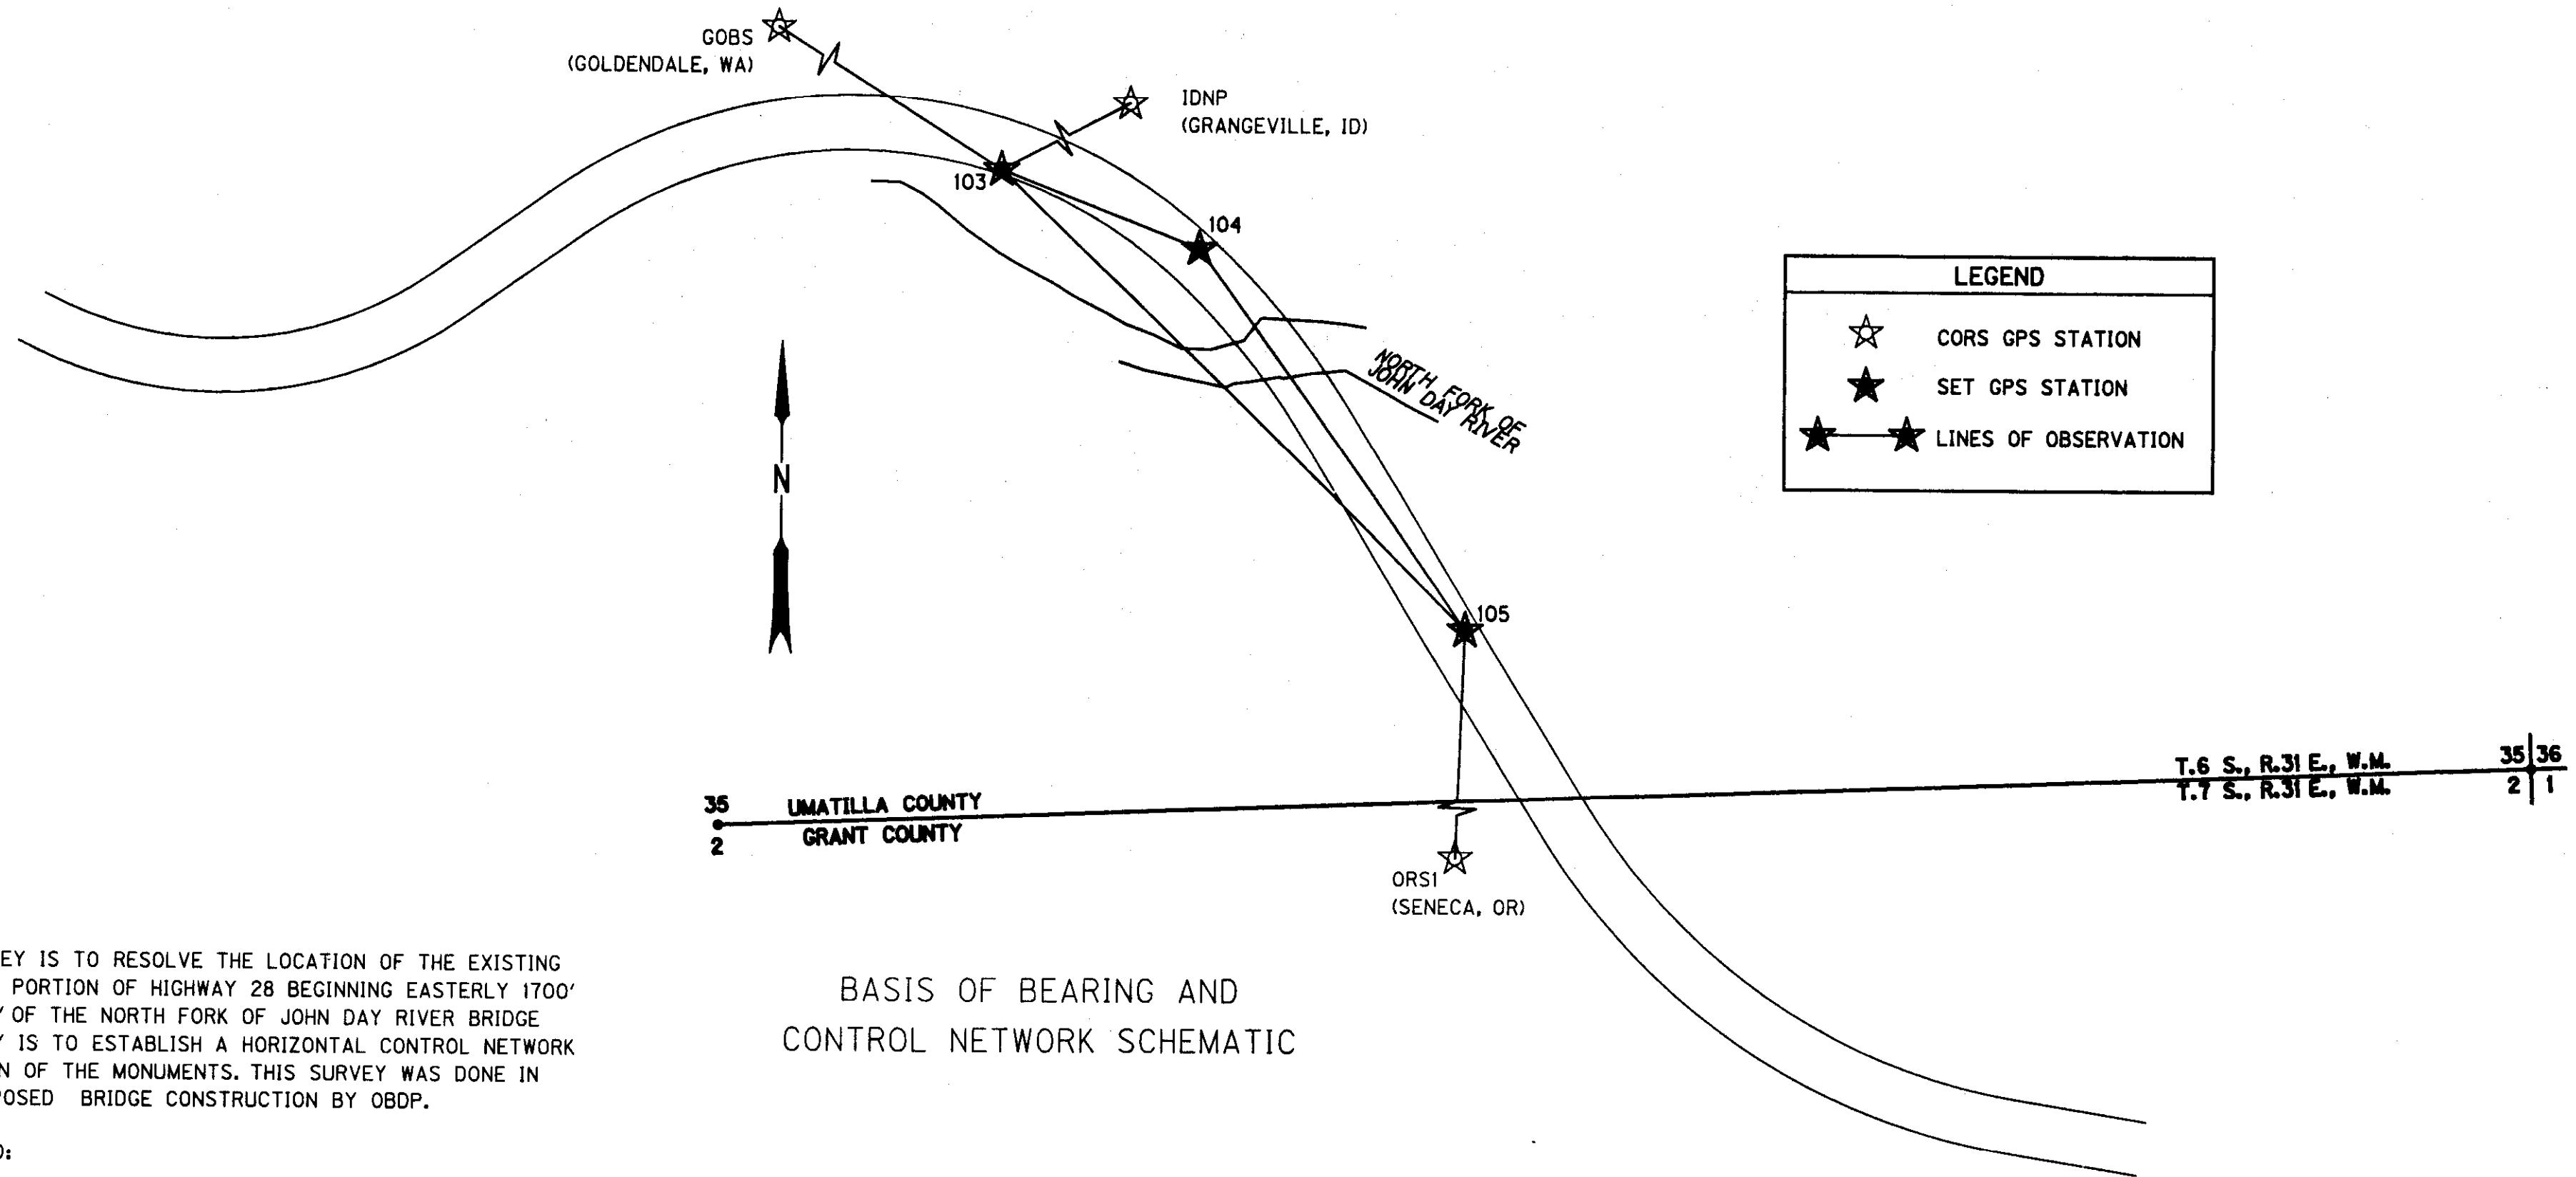 GOBS
(GOLDENDALE, WA)
IDNP
(GRANGEVILLE, ID)
103
104
LEGEND
CORS GPS STATION
SET GPS STATION
LINES OF OBSERVATION
NORTH FORK OF
JOHN DAY RIVER
N
105
T.6 S., R.31 E., W.M.
35 36
T.7 S., R.31 E., W.M.
2 1
35
UMATILLA COUNTY
2
GRANT COUNTY
ORS1
(SENECA, OR)
EY IS TO RESOLVE THE LOCATION OF THE EXISTING
PORTION OF HIGHWAY 28 BEGINNING EASTERLY 1700'
OF THE NORTH FORK OF JOHN DAY RIVER BRIDGE
IS TO ESTABLISH A HORIZONTAL CONTROL NETWORK
N OF THE MONUMENTS. THIS SURVEY WAS DONE IN
POSED BRIDGE CONSTRUCTION BY OBDP.
BASIS OF BEARING AND
CONTROL NETWORK SCHEMATIC